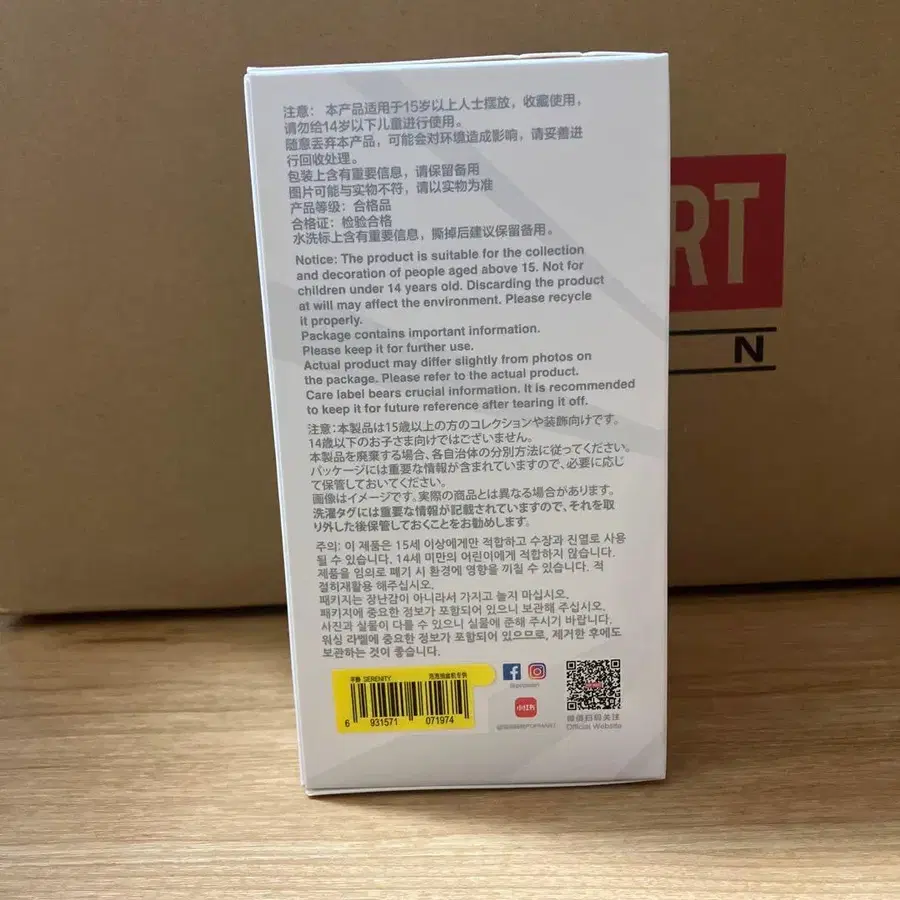 注意：本产品适用于15岁以上人士摆放，收藏使用，
请勿给14岁以下儿童进行使用。
随意丢弃本产品，可能会对环境造成影响，请妥善进
行回收处理。
包装上含有重要信息，请保留备用
图片可能与实物不符，请以实物为准
产品等级：合格品
合格证：检验合格
水洗标上含有重要信息，撕掉后建议保留备用。
Notice: The product is suitable for the collection
and decoration of people aged above 15. Not for
children under 14 years old. Discarding the product
at will may affect the environment. Please recycle
it properly.
Package contains important information.
Please keep it for further use.
Actual product may differ slightly from photos on
the package. Please refer to the actual product.
Care label bears crucial information. It is recommended
to keep it for future reference after tearing it off.
注意:本製品は15歳以上の方のコレクションや装飾向けです。
14歳以下のお子さま向けではございません。
本製品を廃棄する場合、各自治体の分別方法に従ってください。
パッケージには重要な情報が含まれていますので、必要に応じ
て保管しておいてください。
画像はイメージです。実際の商品とは異なる場合があります。
洗濯タグには重要な情報が記載されていますので、それを取
り外した後保管しておくことをお勧めします。
주의: 이 제품은 15세 이상에게만 적합하고 수장과 진열로 사용
될 수 있습니다. 14세 미만의 어린이에게 적합하지 않습니다.
제품을 임의로 폐기 시 환경에 영향을 끼칠 수 있습니다. 적
절히재활용 해주십시오.
패키지는 장난감이 아니라서 가지고 놀지 마십시오.
패키지에 중요한 정보가 포함되어 있으니 보관해 주십시오.
사진과 실물이 다를 수 있으니 실물에 준해 주시기 바랍니다.
워싱 라벨에 중요한 정보가 포함되어 있으므로, 제거한 후에도
보관하는 것이 좋습니다.
SERENITY
6 931571 071974
小红书
微信扫码关注
Official Website
RT
N